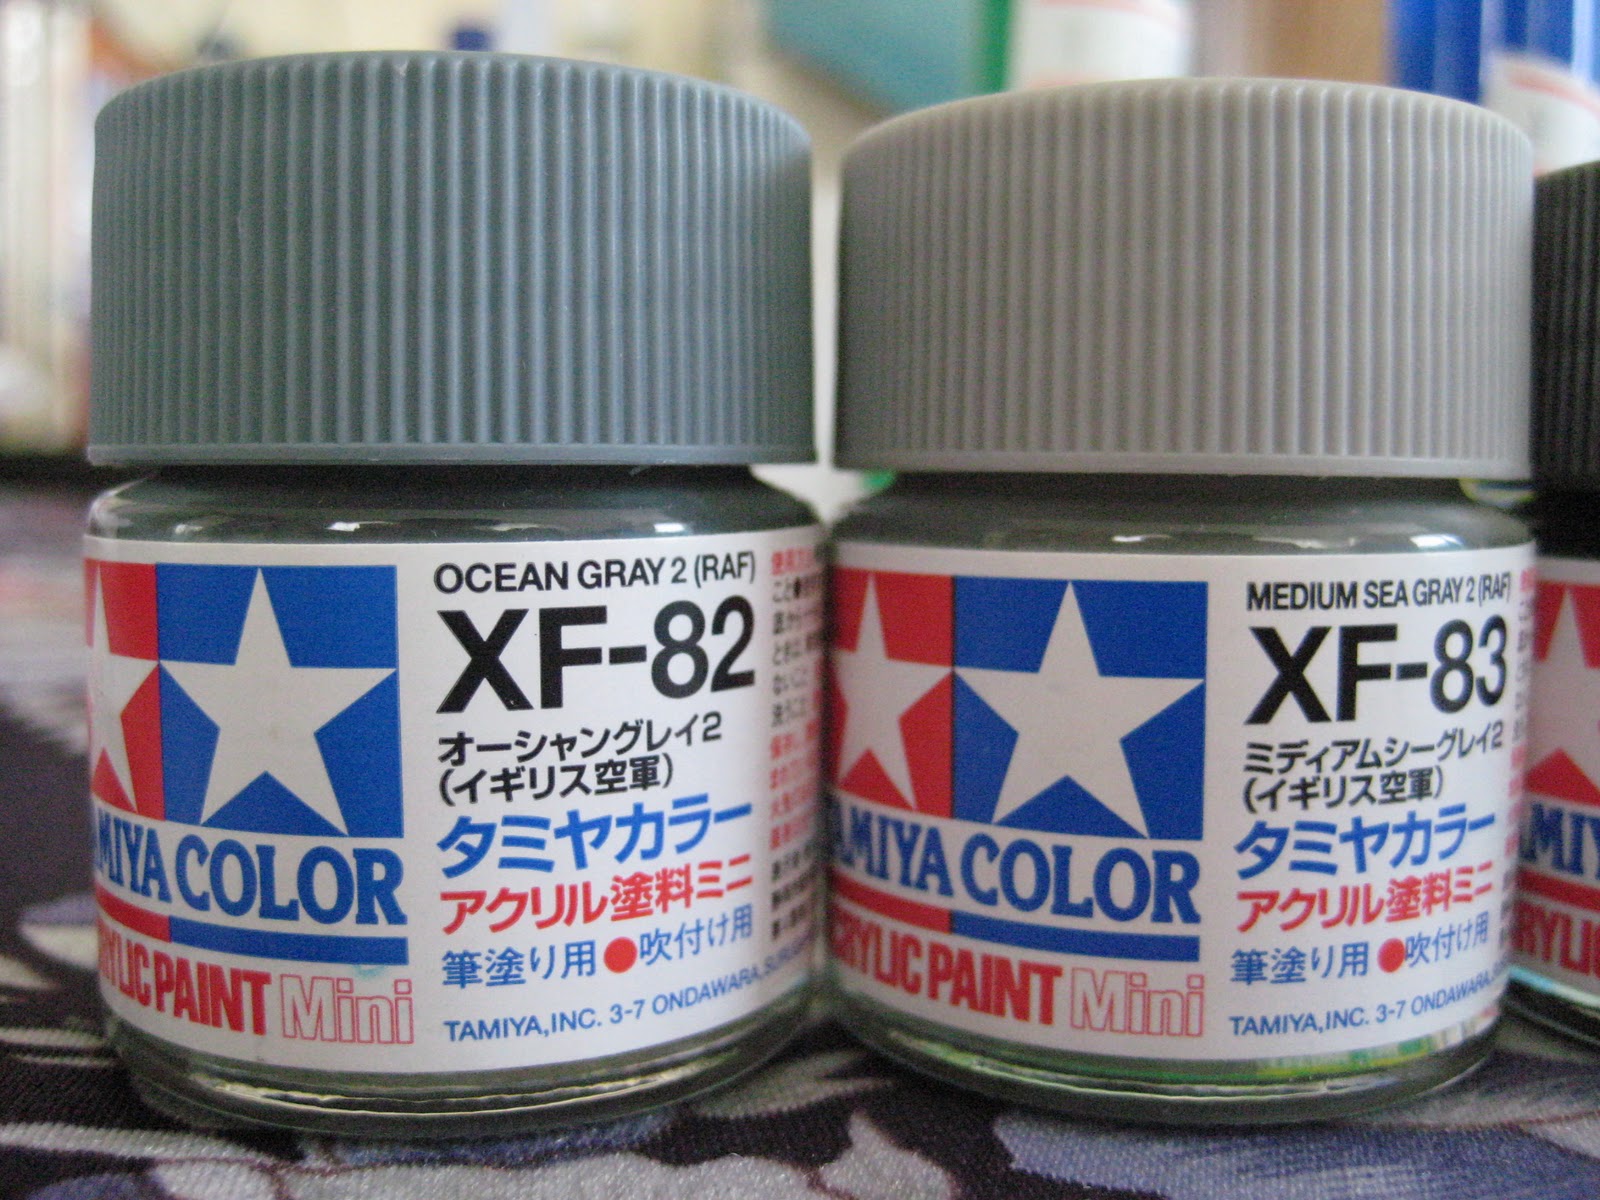 OCEAN GRAY 2 (RAF)
XF-82
オーシャングレイ2
(イギリス空軍)
タミヤカラー
アクリル塗料ミニ
筆塗り用●吹付け用
TAMIYA,INC. 3-7 ONDAWARA,
TAMIYA COLOR
ACRYLIC PAINT Mini
MEDIUM SEA GRAY 2 (RAF)
XF-83
ミディアムシーグレイ2
(イギリス空軍)
タミヤカラー
アクリル塗料ミニ
筆塗り用●吹付け用
TAMIYA,INC. 3-7 ONDAWARA,
TAMIYA COLOR
ACRYLIC PAINT Mini